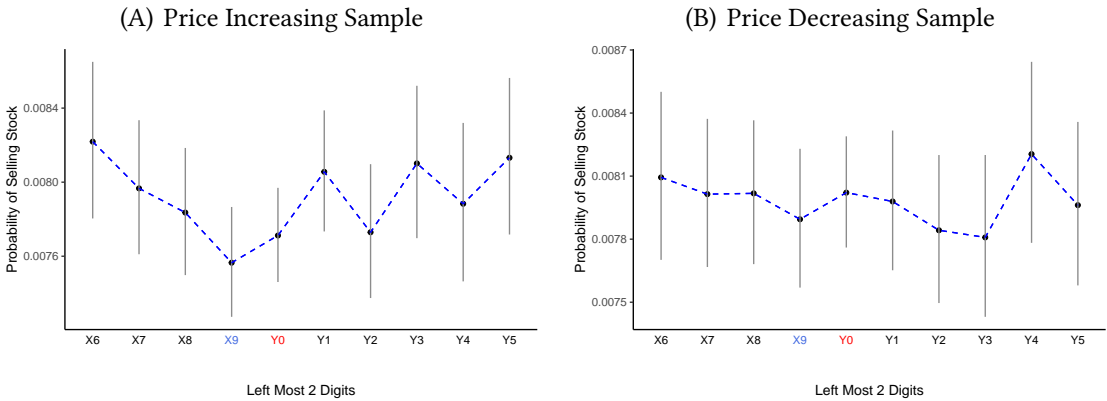 (A) Price Increasing Sample
Probability of Selling Stock
0.0084
0.0080
0.0076
X6 X7 X8 X9 Y0 Y1 Y2 Y3 Y4 Y5
Left Most 2 Digits
(B) Price Decreasing Sample
Probability of Selling Stock
0.0087
0.0084
0.0081
0.0078
0.0075
X6 X7 X8 X9 Y0 Y1 Y2 Y3 Y4 Y5
Left Most 2 Digits